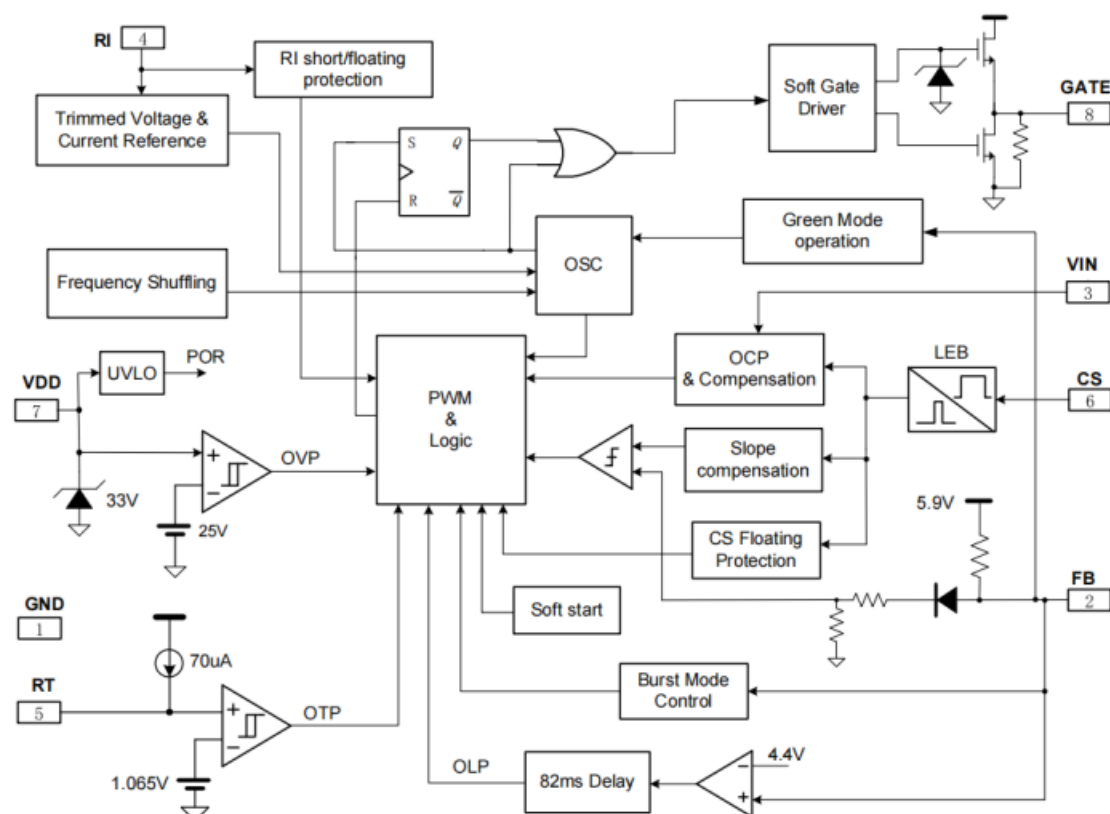 RI
4
RI short/floating
protection
Trimmed Voltage &
Current Reference
S
Q
R
Q
Soft Gate
Driver
GATE
8
Green Mode
operation
OSC
VIN
3
Frequency Shuffling
UVLO
POR
VDD
7
PWM
&
Logic
OCP
& Compensation
LEB
CS
6
+
−
OVP
33V
25V
Slope
compensation
CS Floating
Protection
5.9V
FB
2
Soft start
GND
1
70uA
RT
5
+
−
OTP
1.065V
Burst Mode
Control
OLP
82ms Delay
−
+
4.4V